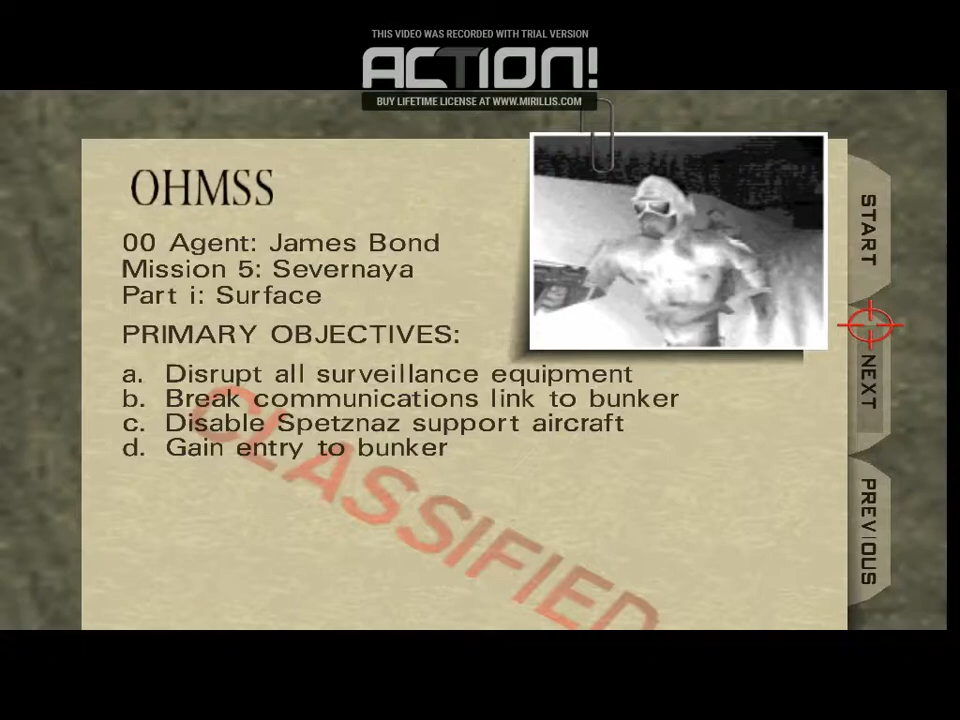 THIS VIDEO WAS RECORDED WITH TRIAL VERSION
ACTION!
BUY LIFETIME LICENSE AT WWW.MIRILLIS.COM
OHMSS
00 Agent: James Bond
Mission 5: Severnaya
Part i: Surface
PRIMARY OBJECTIVES:
a. Disrupt all surveillance equipment
b. Break communications link to bunker
c. Disable Spetznaz support aircraft
d. Gain entry to bunker
CLASSIFIED
START
NEXT
PREVIOUS